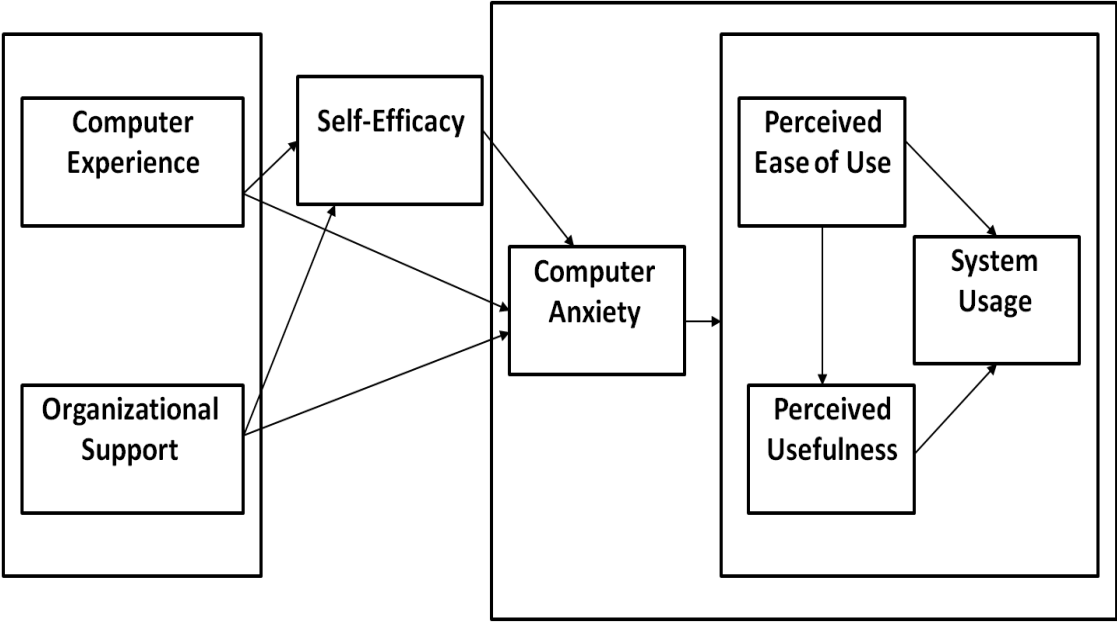 Computer
Experience
Self-Efficacy
Organizational
Support
Computer
Anxiety
Perceived
Ease of Use
System
Usage
Perceived
Usefulness